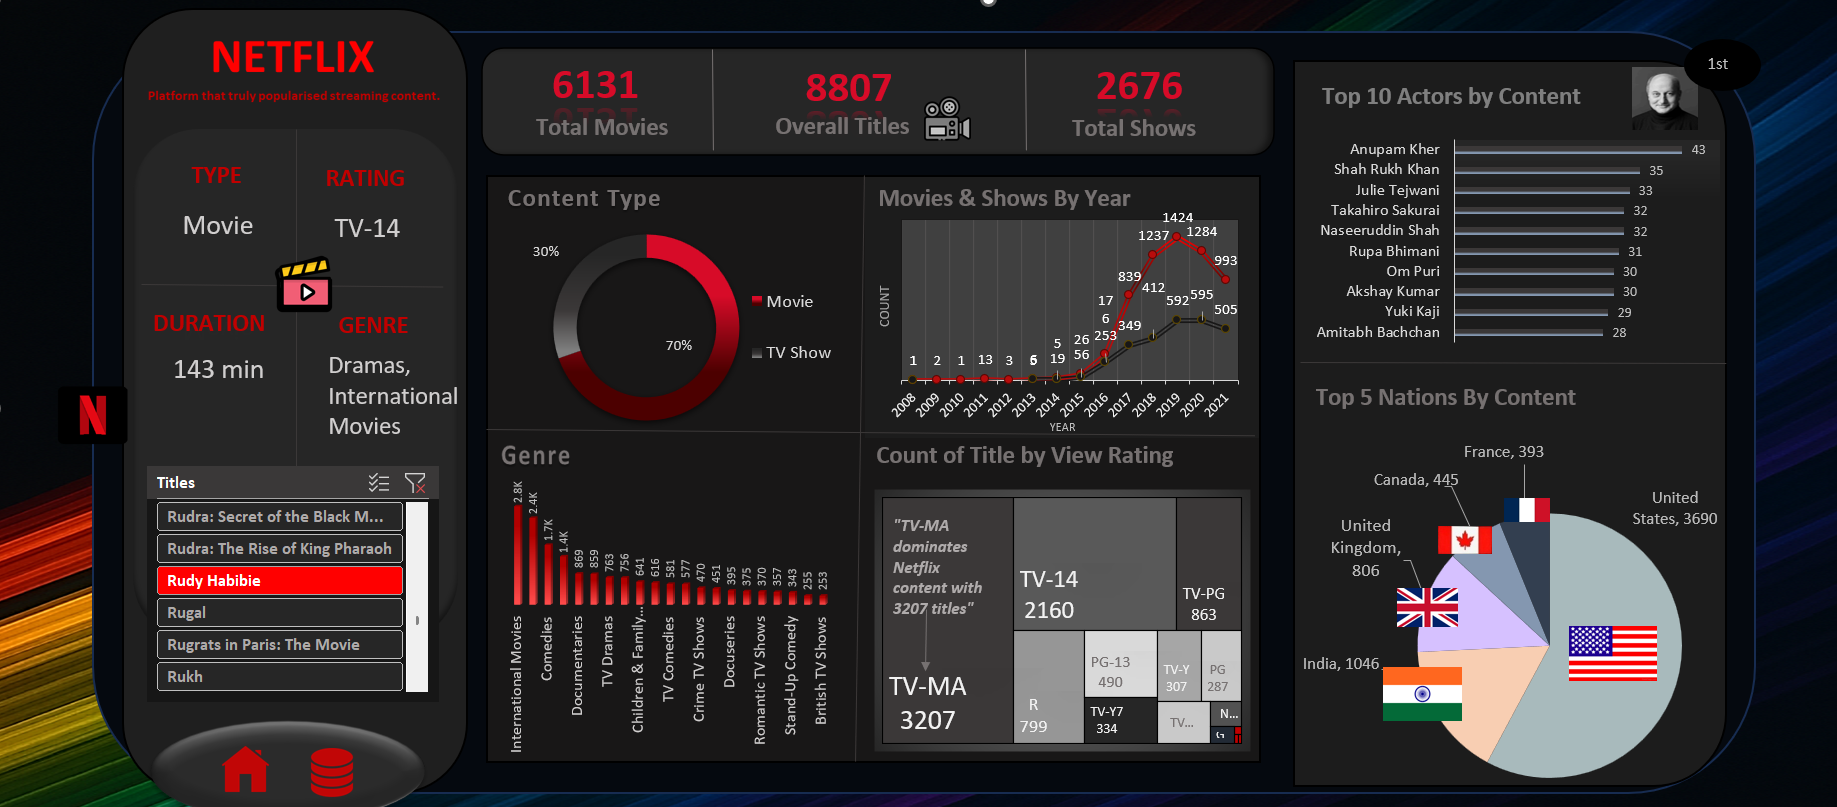 NETFLIX
Platform that truly popularised streaming content.
TYPE
Movie
RATING
TV-14
DURATION
143 min
GENRE
Dramas,
International
Movies
N
Titles
Rudra: Secret of the Black M...
Rudra: The Rise of King Pharaoh
Rudy Habibie
Rugal
Rugrats in Paris: The Movie
Rukh
6131
Total Movies
8807
Overall Titles
2676
Total Shows
Content Type
30%
70%
Movie
TV Show
Movies & Shows By Year
COUNT
1424
1237
1284
993
839
412
592
595
505
17
6
253
349
1
2
1
13
3
6
5
19
26
56
2008
2009
2010
2011
2012
2013
2014
2015
2016
2017
2018
2019
2020
2021
YEAR
Genre
2.8K
2.4K
1.7K
1.4K
869
859
763
756
641
616
581
577
470
451
395
375
370
357
343
255
253
International Movies
Comedies
Documentaries
TV Dramas
Children & Family...
TV Comedies
Crime TV Shows
Docuseries
Romantic TV Shows
Stand-Up Comedy
British TV Shows
Count of Title by View Rating
"TV-MA
dominates
Netflix
content with
3207 titles"
TV-MA
3207
TV-14
2160
TV-PG
863
R
799
PG-13
490
TV-Y7
334
TV-Y
307
PG
287
TV...
N...
Top 10 Actors by Content
1st
Anupam Kher 43
Shah Rukh Khan 35
Julie Tejwani 33
Takahiro Sakurai 32
Naseeruddin Shah 32
Rupa Bhimani 31
Om Puri 30
Akshay Kumar 30
Yuki Kaji 29
Amitabh Bachchan 28
Top 5 Nations By Content
France, 393
Canada, 445
United
Kingdom,
806
India, 1046
United
States, 3690